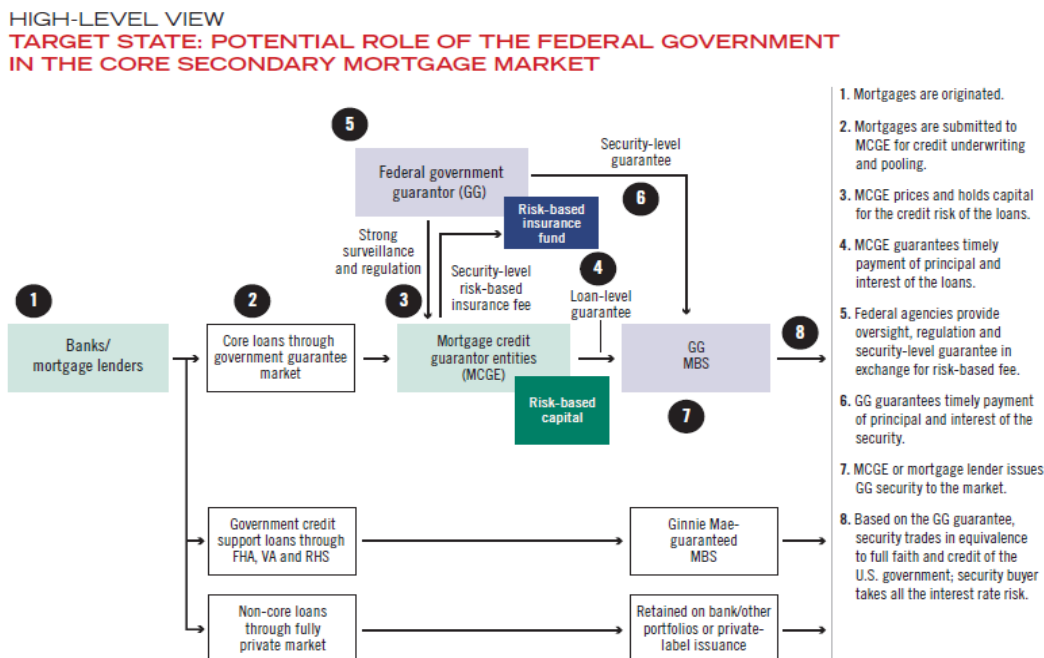 HIGH-LEVEL VIEW
TARGET STATE: POTENTIAL ROLE OF THE FEDERAL GOVERNMENT
IN THE CORE SECONDARY MORTGAGE MARKET
5
Federal government
guarantor (GG)
Security-level
guarantee
6
Risk-based
insurance
fund
Strong
surveillance
and regulation
Security-level
risk-based
insurance fee
4
Loan-level
guarantee
1
2
3
Banks/
mortgage lenders
Core loans through
government guarantee
market
Mortgage credit
guarantor entities
(MCGE)
Risk-based
capital
GG
MBS
8
7
Government credit
support loans through
FHA, VA and RHS
Ginnie Mae-
guaranteed
MBS
Non-core loans
through fully
private market
Retained on bank/other
portfolios or private-
label issuance
1. Mortgages are originated.
2. Mortgages are submitted to
MCGE for credit underwriting
and pooling.
3. MCGE prices and holds capital
for the credit risk of the loans.
4. MCGE guarantees timely
payment of principal and
interest of the loans.
5. Federal agencies provide
oversight, regulation and
security-level guarantee in
exchange for risk-based fee.
6. GG guarantees timely payment
of principal and interest of the
security.
7. MCGE or mortgage lender issues
GG security to the market.
8. Based on the GG guarantee,
security trades in equivalence
to full faith and credit of the
U.S. government; security buyer
takes all the interest rate risk.